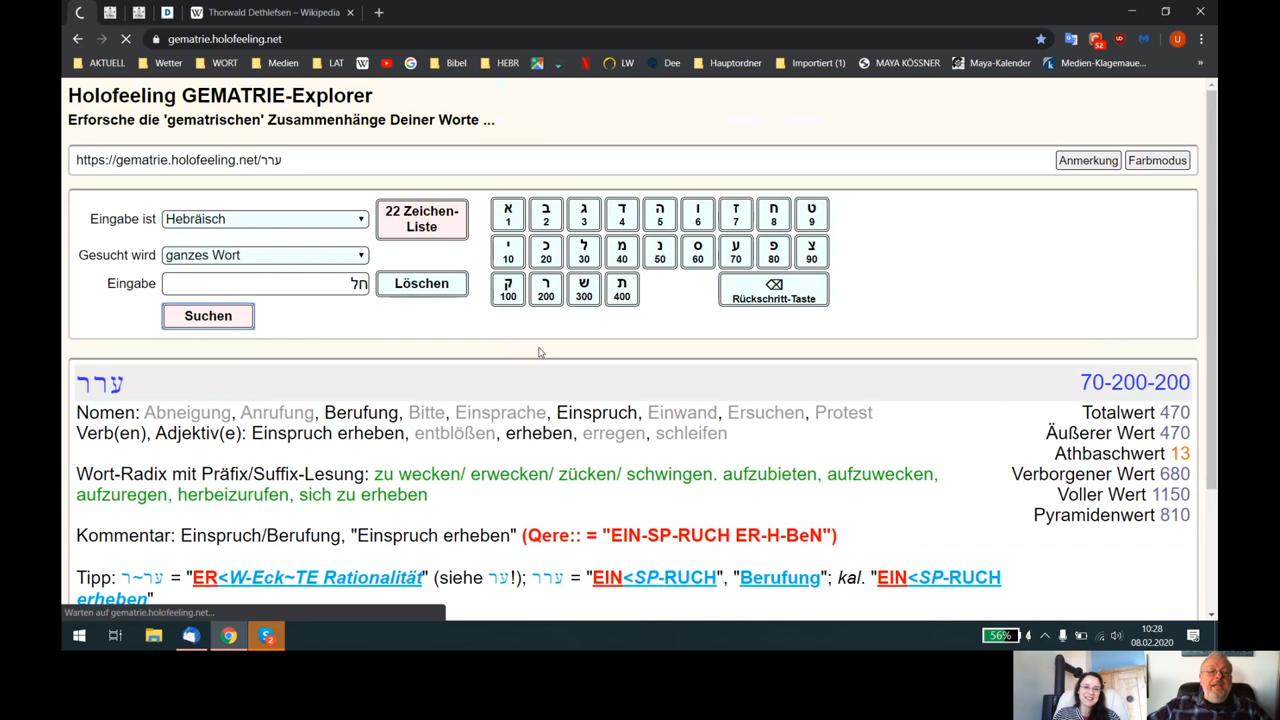 Thorwald Dethlefsen – Wikipedia
gematrie.holofeeling.net
52
U
AKTUELL Wetter WORT Medien LAT Bibel HEBR LW Dee Hauptordner Importiert (1) MAYA KÖSSNER Maya-Kalender Medien-Klagemaue...
Holofeeling GEMATRIE-Explorer
Erforsche die 'gematrischen' Zusammenhänge Deiner Worte ...
https://gematrie.holofeeling.net/ערר Anmerkung Farbmodus
Eingabe ist Hebräisch
22 Zeichen-
Liste
Gesucht wird ganzes Wort
Eingabe חל Löschen
Suchen
א ב ג ד ה ו ז ח ט
1 2 3 4 5 6 7 8 9
י כ ל מ נ ס ע פ צ
10 20 30 40 50 60 70 80 90
ק ר ש ת ⌫
100 200 300 400 Rückschritt-Taste
ערר 70-200-200
Nomen: Abneigung, Anrufung, Berufung, Bitte, Einsprache, Einspruch, Einwand, Ersuchen, Protest
Verb(en), Adjektiv(e): Einspruch erheben, entblößen, erheben, erregen, schleifen
Totalwert 470
Äußerer Wert 470
Athbaschwert 13
Verborgener Wert 680
Voller Wert 1150
Pyramidenwert 810
Wort-Radix mit Präfix/Suffix-Lesung: zu wecken/ erwecken/ zücken/ schwingen. aufzubieten, aufzuwecken,
aufzuregen, herbeizurufen, sich zu erheben
Kommentar: Einspruch/Berufung, "Einspruch erheben" (Qere:: = "EIN-SP-RUCH ER-H-BeN")
Tipp: ער~ר = "ER<W-Eck~TE Rationalität" (siehe ער!); ערר = "EIN<SP-RUCH", "Berufung"; kal. "EIN<SP-RUCH
erheben"
Warten auf gematrie.holofeeling.net...
56%
10:28
08.02.2020